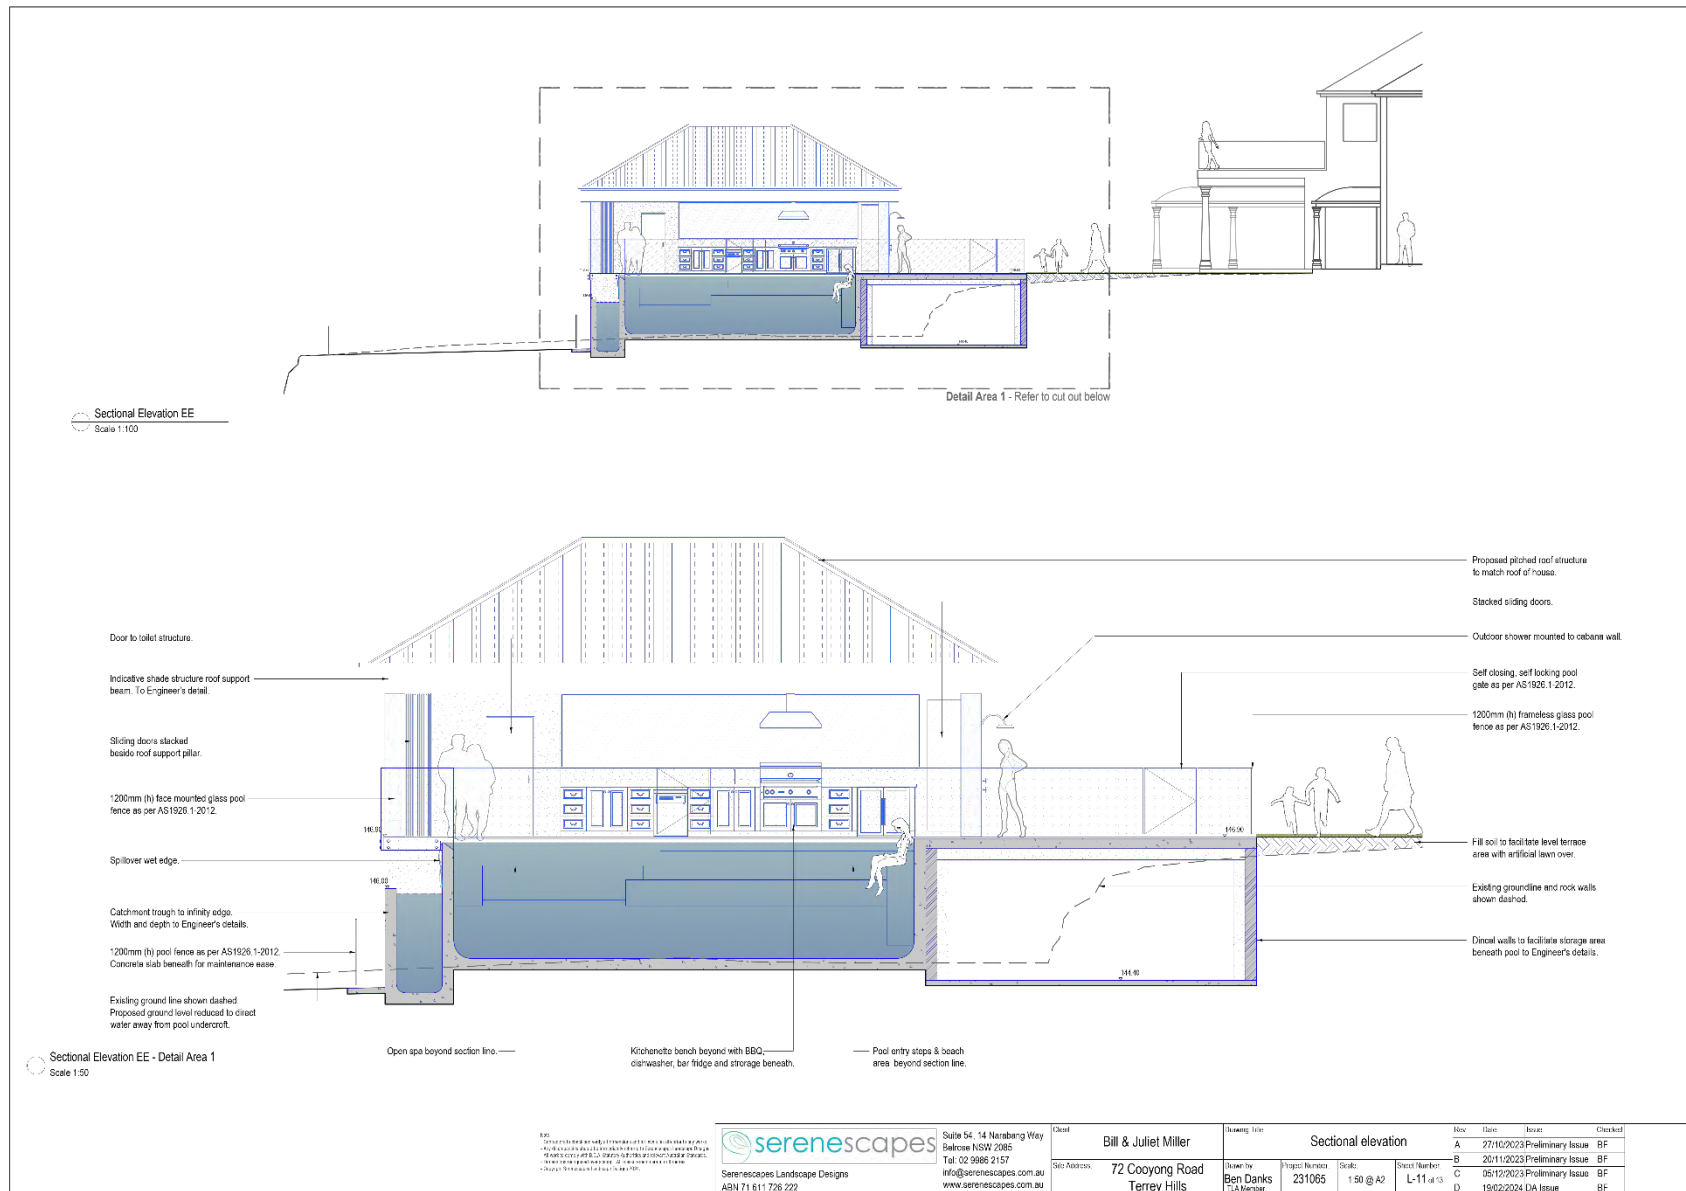 Detail Area 1 - Refer to cut out below
Sectional Elevation EE
Scale 1:100
Proposed pitched roof structure
to match roof of house.
Stacked sliding doors.
Door to toilet structure.
Outdoor shower mounted to cabana wall.
Indicative shade structure roof support
beam. To Engineer's detail.
Self closing, self locking pool
gate as per AS1926.1-2012.
1200mm (h) frameless glass pool
fence as per AS1926.1-2012.
Sliding doors stacked
beside roof support pillar.
1200mm (h) face mounted glass pool
fence as per AS1926.1-2012.
146.90
146.90
Fill soil to facilitate level terrace
area with artificial lawn over.
Spillover wet edge.
146.00
Existing groundline and rock walls
shown dashed.
Catchment trough to infinity edge.
Width and depth to Engineer's details.
Dincel walls to facilitate storage area
beneath pool to Engineer's details.
1200mm (h) pool fence as per AS1926.1-2012.
Concrete slab beneath for maintenance ease.
144.40
Existing ground line shown dashed.
Proposed ground level reduced to direct
water away from pool undercroft.
Open spa beyond section line.
Kitchenette bench beyond with BBQ,
dishwasher, bar fridge and strorage beneath.
Pool entry steps & beach
area beyond section line.
Sectional Elevation EE - Detail Area 1
Scale 1:50
serenescapes
Serenescapes Landscape Designs
ABN 71 611 726 222
Suite 54, 14 Narabang Way
Belrose NSW 2085
Tel: 02 9986 2157
info@serenescapes.com.au
www.serenescapes.com.au
Client
Bill & Juliet Miller
Site Address
72 Cooyong Road
Terrey Hills
Drawing Title
Sectional elevation
Drawn by
Ben Danks
TLA Member
Project Number
231065
Scale
1:50 @ A2
Sheet Number
L-11 of 13
Rev Date Issue Checked
A 27/10/2023 Preliminary Issue BF
B 20/11/2023 Preliminary Issue BF
C 05/12/2023 Preliminary Issue BF
D 19/02/2024 DA Issue BF